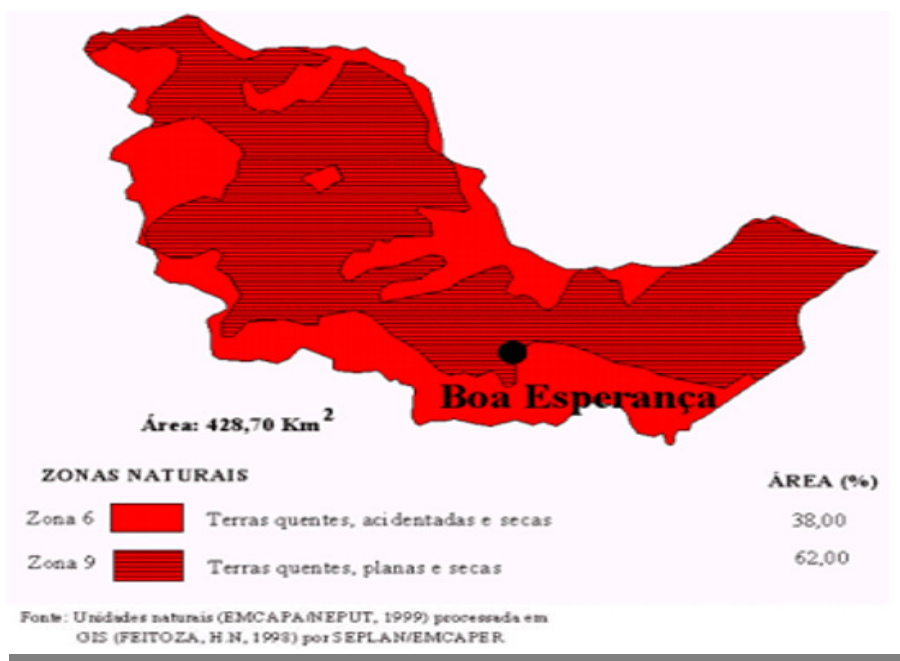 Boa Esperança
Área: 428,70 Km²
ZONAS NATURAIS
ÁREA (%)
Zona 6 Terras quentes, acidentadas e secas 38,00
Zona 9 Terras quentes, planas e secas 62,00
Fonte: Unidades naturais (EMCAPA/NEPUT, 1999) processada em
GIS (FEITOZA, H.N, 1998) por SEPLAN/EMCAPER